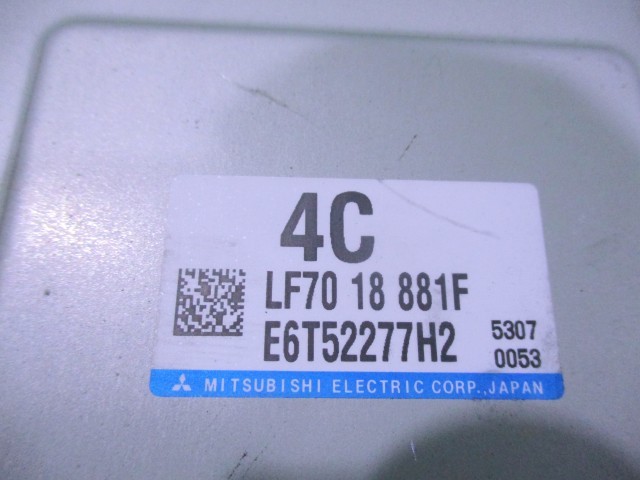 4C
LF70 18 881F
E6T52277H2
5307
0053
MITSUBISHI ELECTRIC CORP., JAPAN